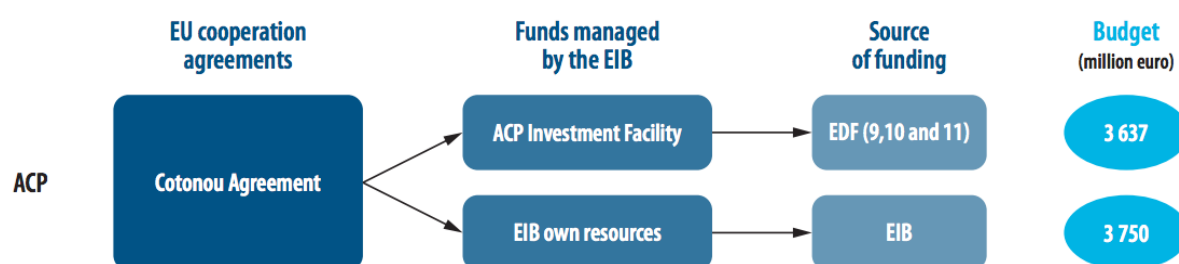 EU cooperation
agreements
Funds managed
by the EIB
Source
of funding
Budget
(million euro)
ACP
Cotonou Agreement
ACP Investment Facility
EDF (9,10 and 11)
3 637
EIB own resources
EIB
3 750